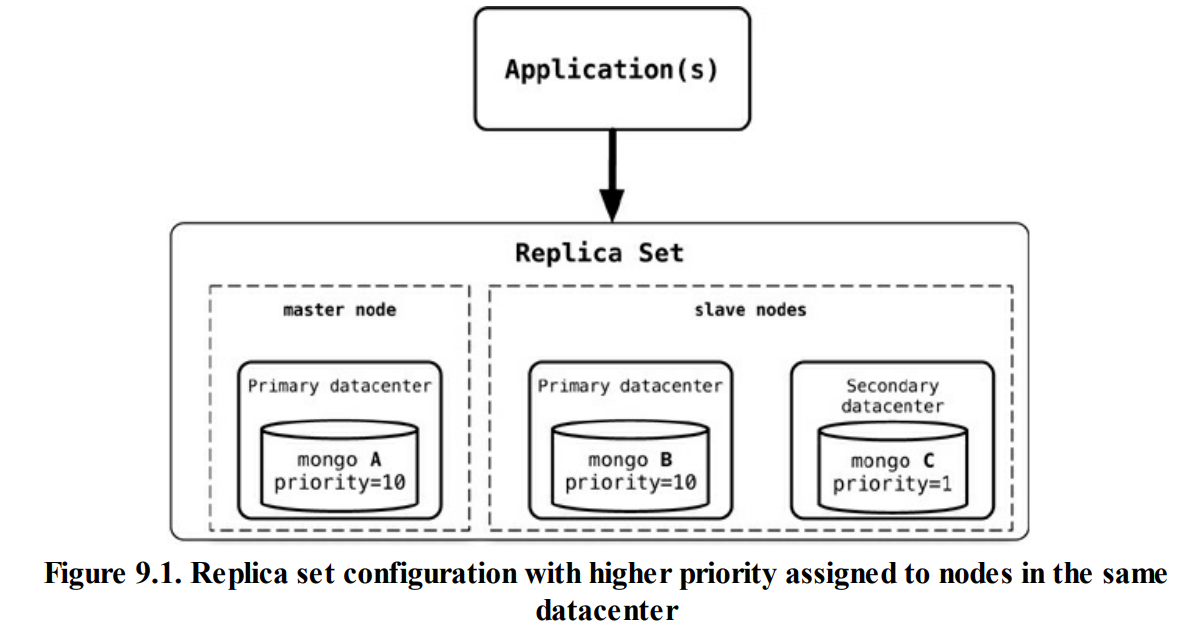 Application(s)
Replica Set
master node
slave nodes
Primary datacenter
mongo A
priority=10
Primary datacenter
mongo B
priority=10
Secondary
datacenter
mongo C
priority=1
Figure 9.1. Replica set configuration with higher priority assigned to nodes in the same
datacenter